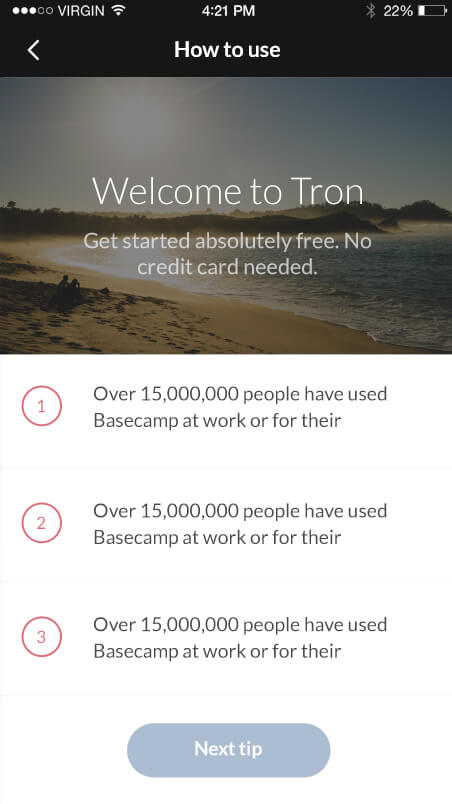 VIRGIN 4:21 PM 22%
How to use
Welcome to Tron
Get started absolutely free. No
credit card needed.
1 Over 15,000,000 people have used
Basecamp at work or for their
2 Over 15,000,000 people have used
Basecamp at work or for their
3 Over 15,000,000 people have used
Basecamp at work or for their
Next tip